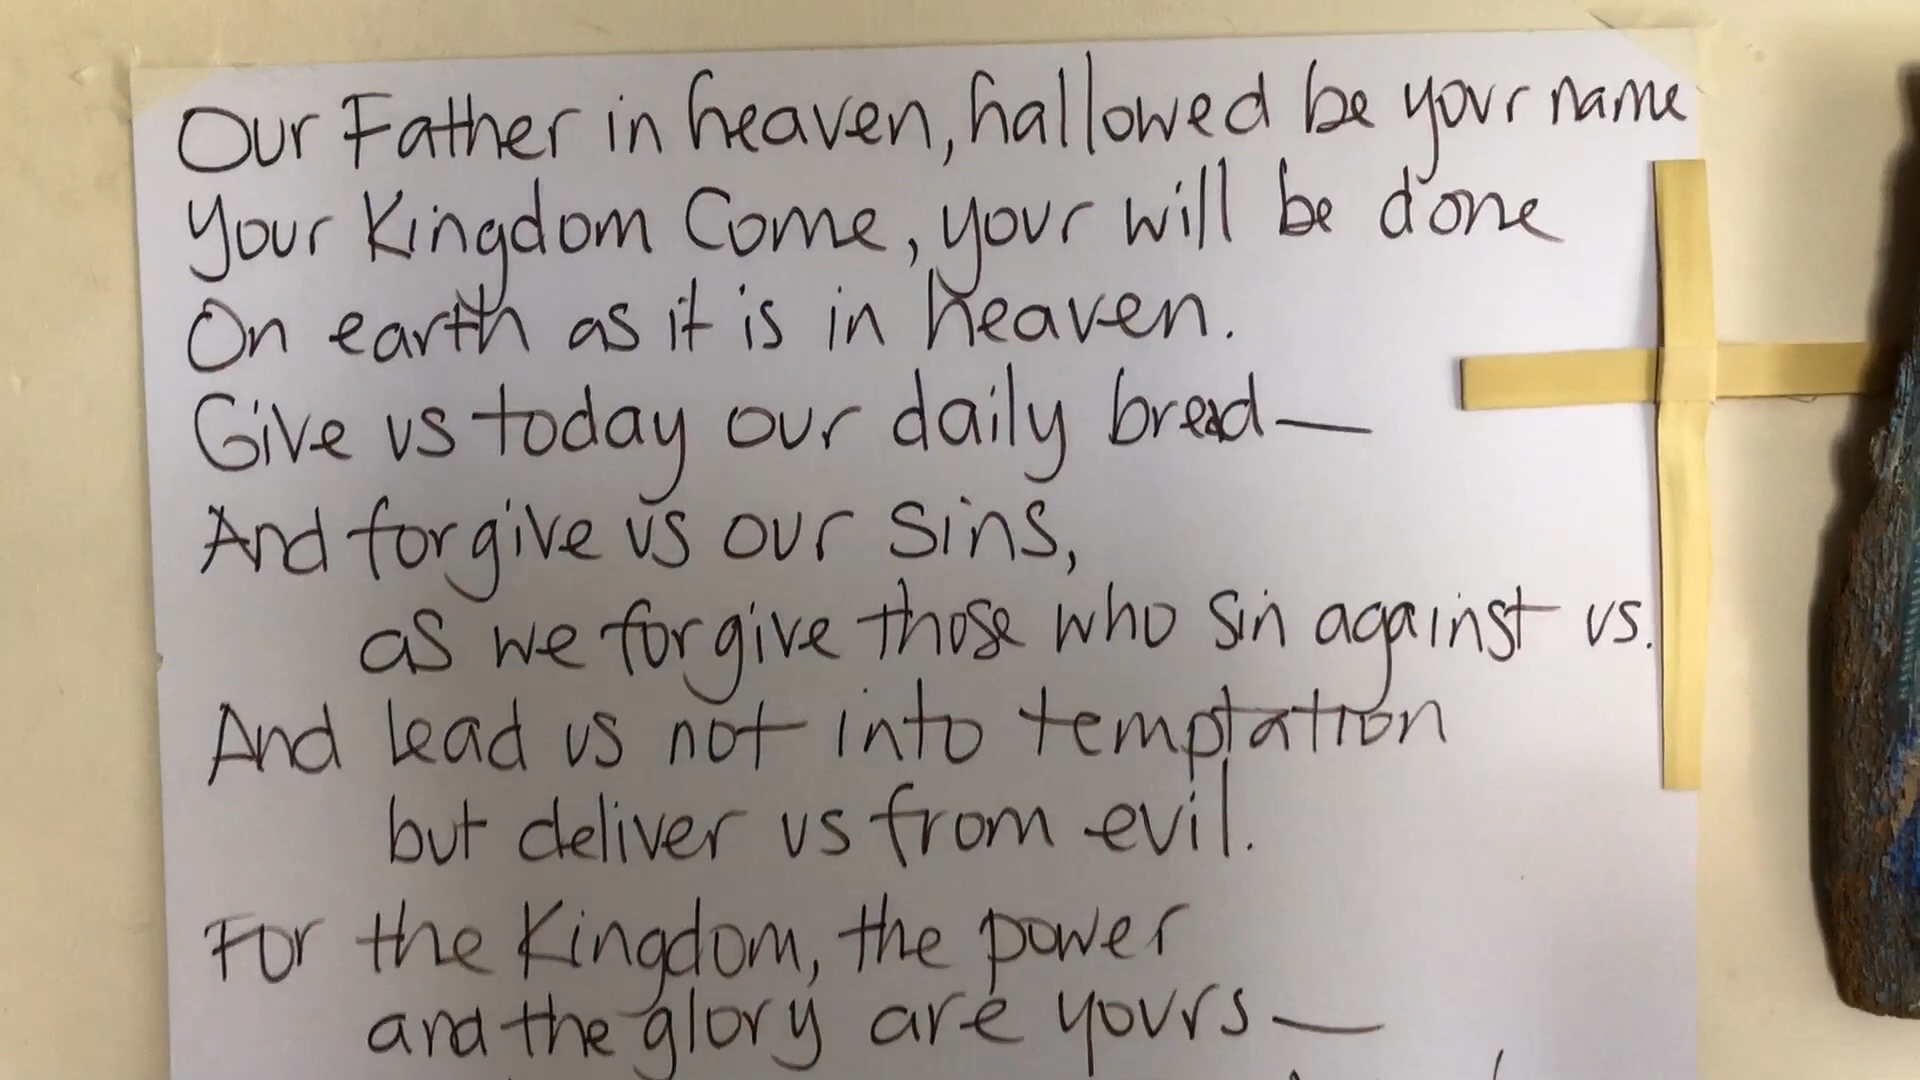 Our Father in heaven, hallowed be your name
Your Kingdom Come, your will be done
On earth as it is in heaven.
Give us today our daily bread—
And forgive us our sins,
as we forgive those who sin against us.
And lead us not into temptation
but deliver us from evil.
For the Kingdom, the power
and the glory are yours—